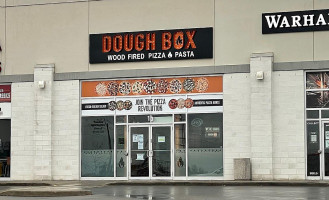 DOUGH BOX
WOOD FIRED PIZZA & PASTA
JOIN THE PIZZA
REVOLUTION
WARHA